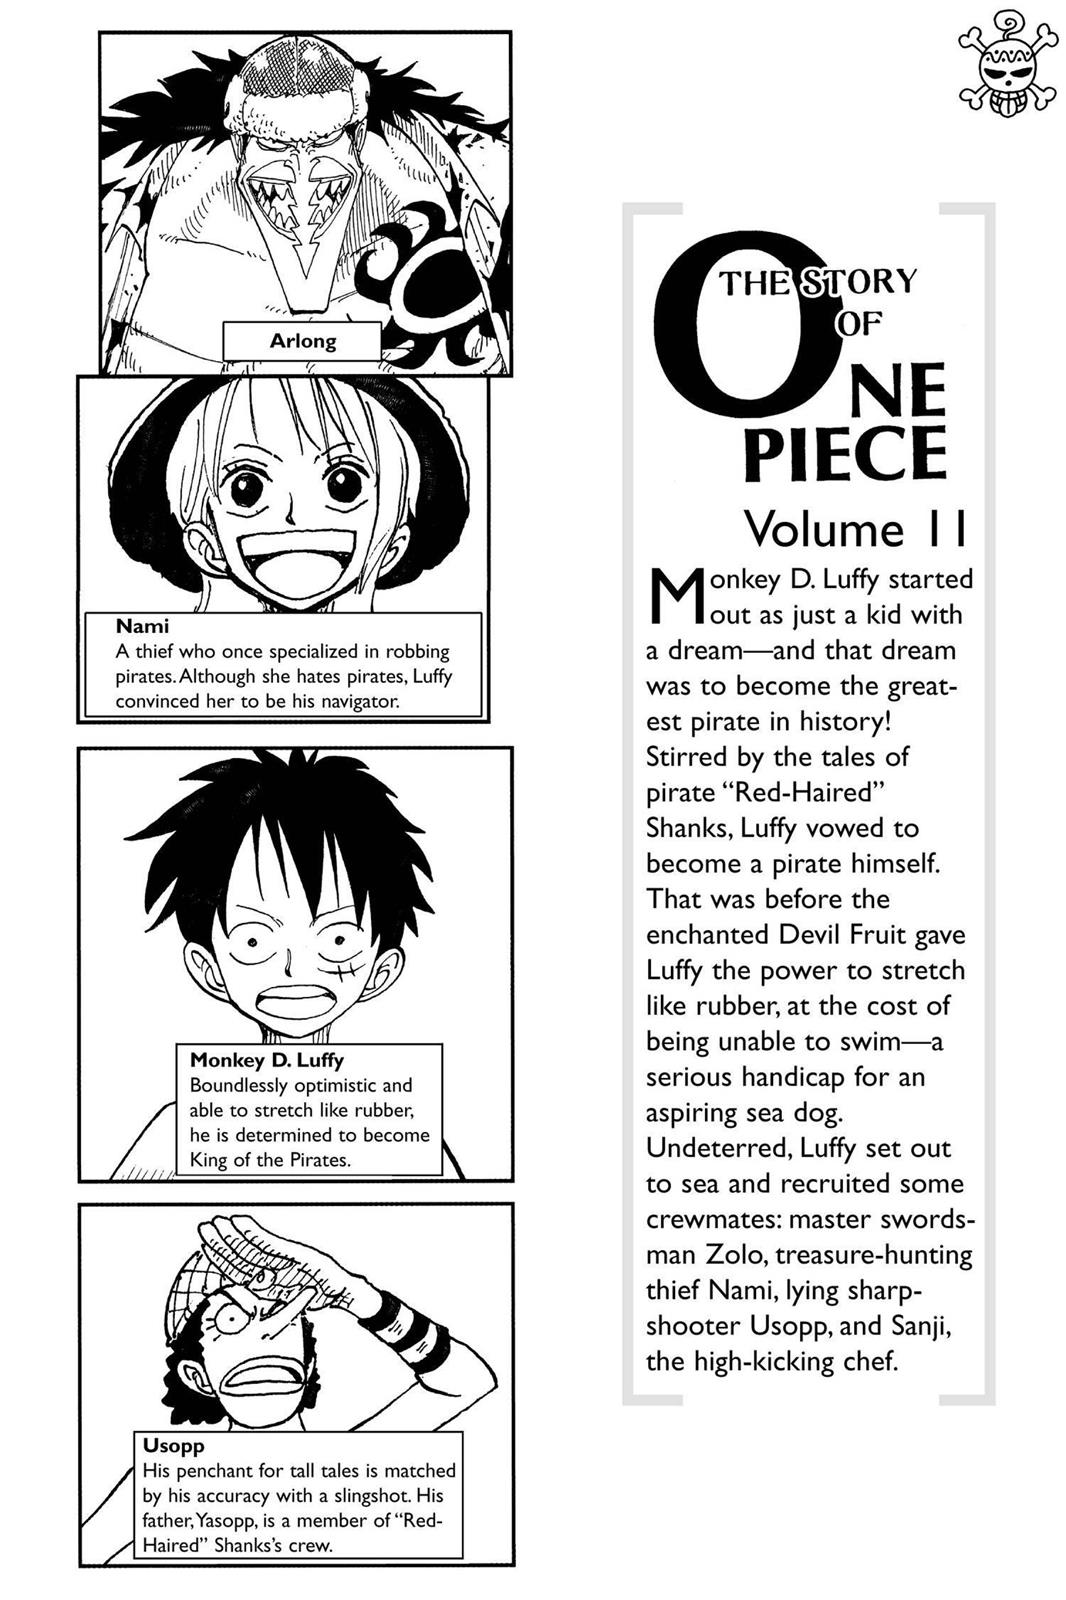 Arlong
Nami
A thief who once specialized in robbing
pirates. Although she hates pirates, Luffy
convinced her to be his navigator.
Monkey D. Luffy
Boundlessly optimistic and
able to stretch like rubber,
he is determined to become
King of the Pirates.
Usopp
His penchant for tall tales is matched
by his accuracy with a slingshot. His
father, Yasopp, is a member of “Red-
Haired” Shanks’s crew.
THE STORY
OF
ONE
PIECE
Volume 11
Monkey D. Luffy started
out as just a kid with
a dream—and that dream
was to become the great-
est pirate in history!
Stirred by the tales of
pirate “Red-Haired”
Shanks, Luffy vowed to
become a pirate himself.
That was before the
enchanted Devil Fruit gave
Luffy the power to stretch
like rubber, at the cost of
being unable to swim—a
serious handicap for an
aspiring sea dog.
Undeterred, Luffy set out
to sea and recruited some
crewmates: master swords-
man Zolo, treasure-hunting
thief Nami, lying sharp-
shooter Usopp, and Sanji,
the high-kicking chef.